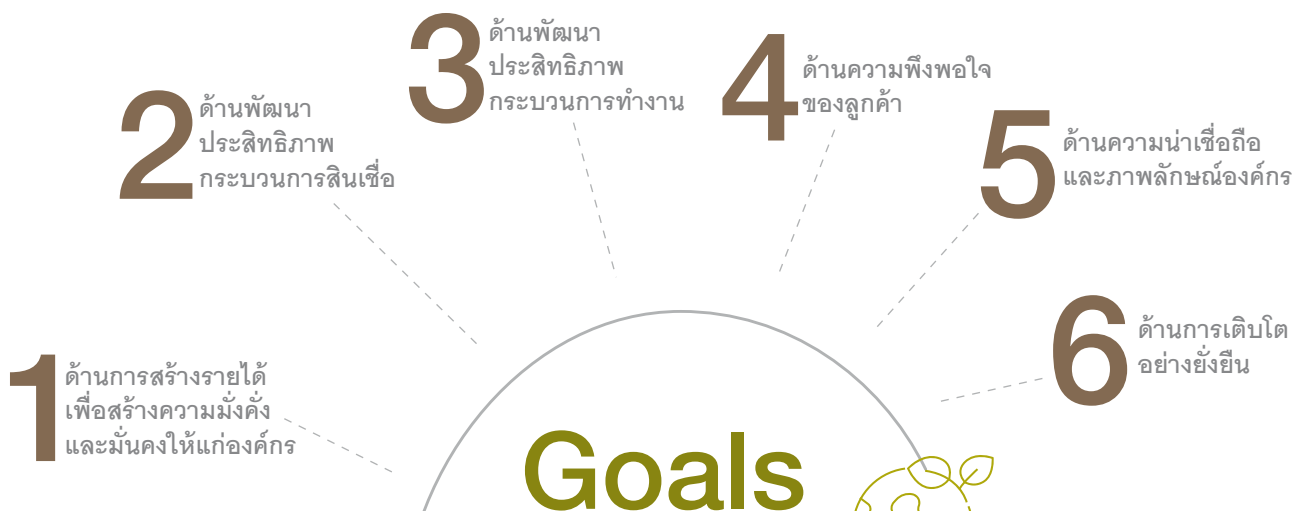 1
ด้านการสร้างรายได้
เพื่อสร้างความมั่งคั่ง
และมั่นคงให้แก่องค์กร
2
ด้านพัฒนา
ประสิทธิภาพ
กระบวนการสินเชื่อ
3
ด้านพัฒนา
ประสิทธิภาพ
กระบวนการทำงาน
4
ด้านความพึงพอใจ
ของลูกค้า
5
ด้านความน่าเชื่อถือ
และภาพลักษณ์องค์กร
6
ด้านการเติบโต
อย่างยั่งยืน
Goals